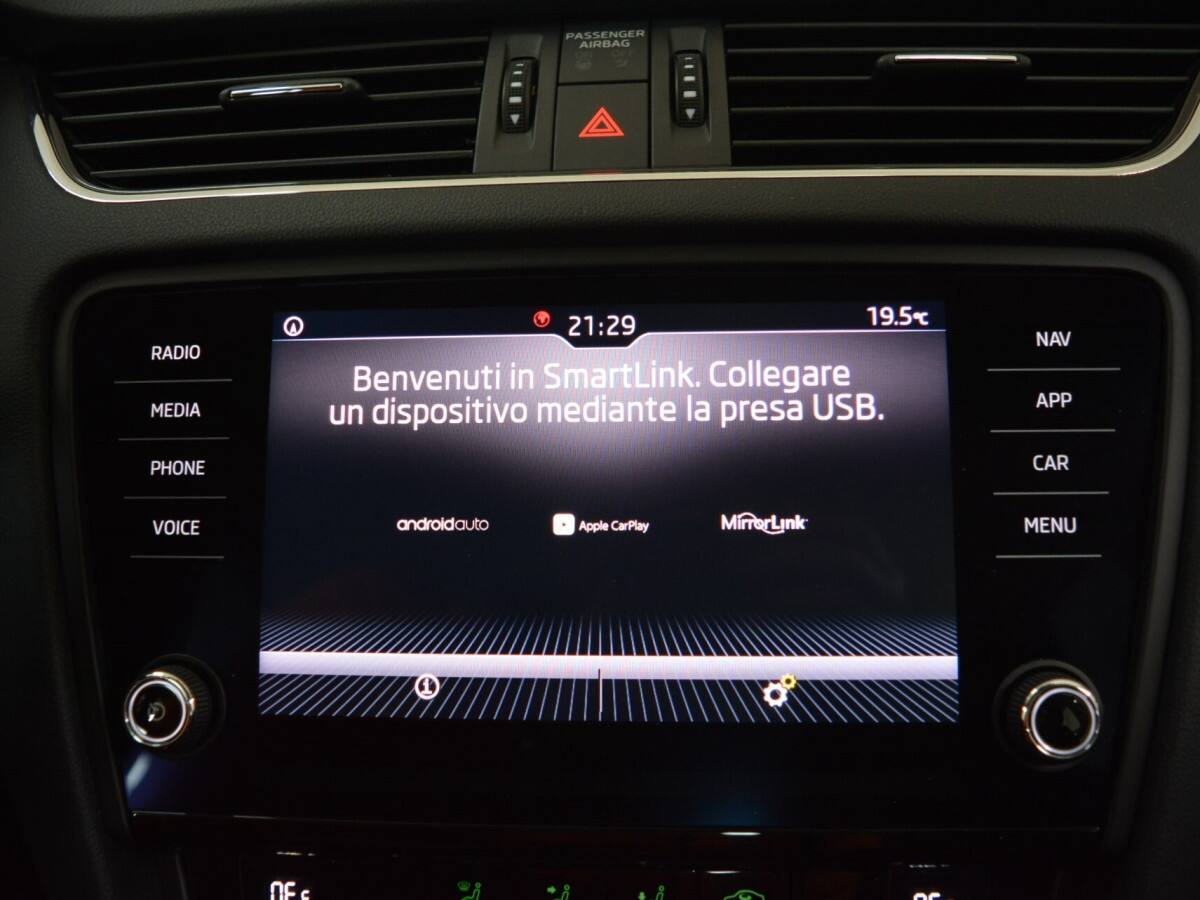 PASSENGER
AIRBAG
21:29
19.5°C
RADIO
MEDIA
PHONE
VOICE
Benvenuti in SmartLink. Collegare
un dispositivo mediante la presa USB.
androidauto
Apple CarPlay
MirrorLink
NAV
APP
CAR
MENU